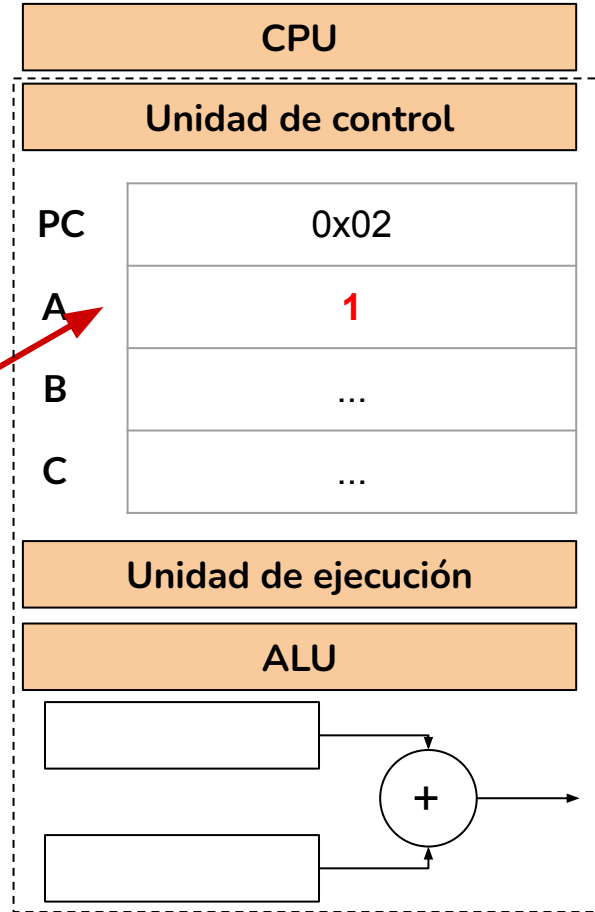 CPU
Unidad de control
PC 0x02
A 1
B ...
C ...
Unidad de ejecución
ALU
+